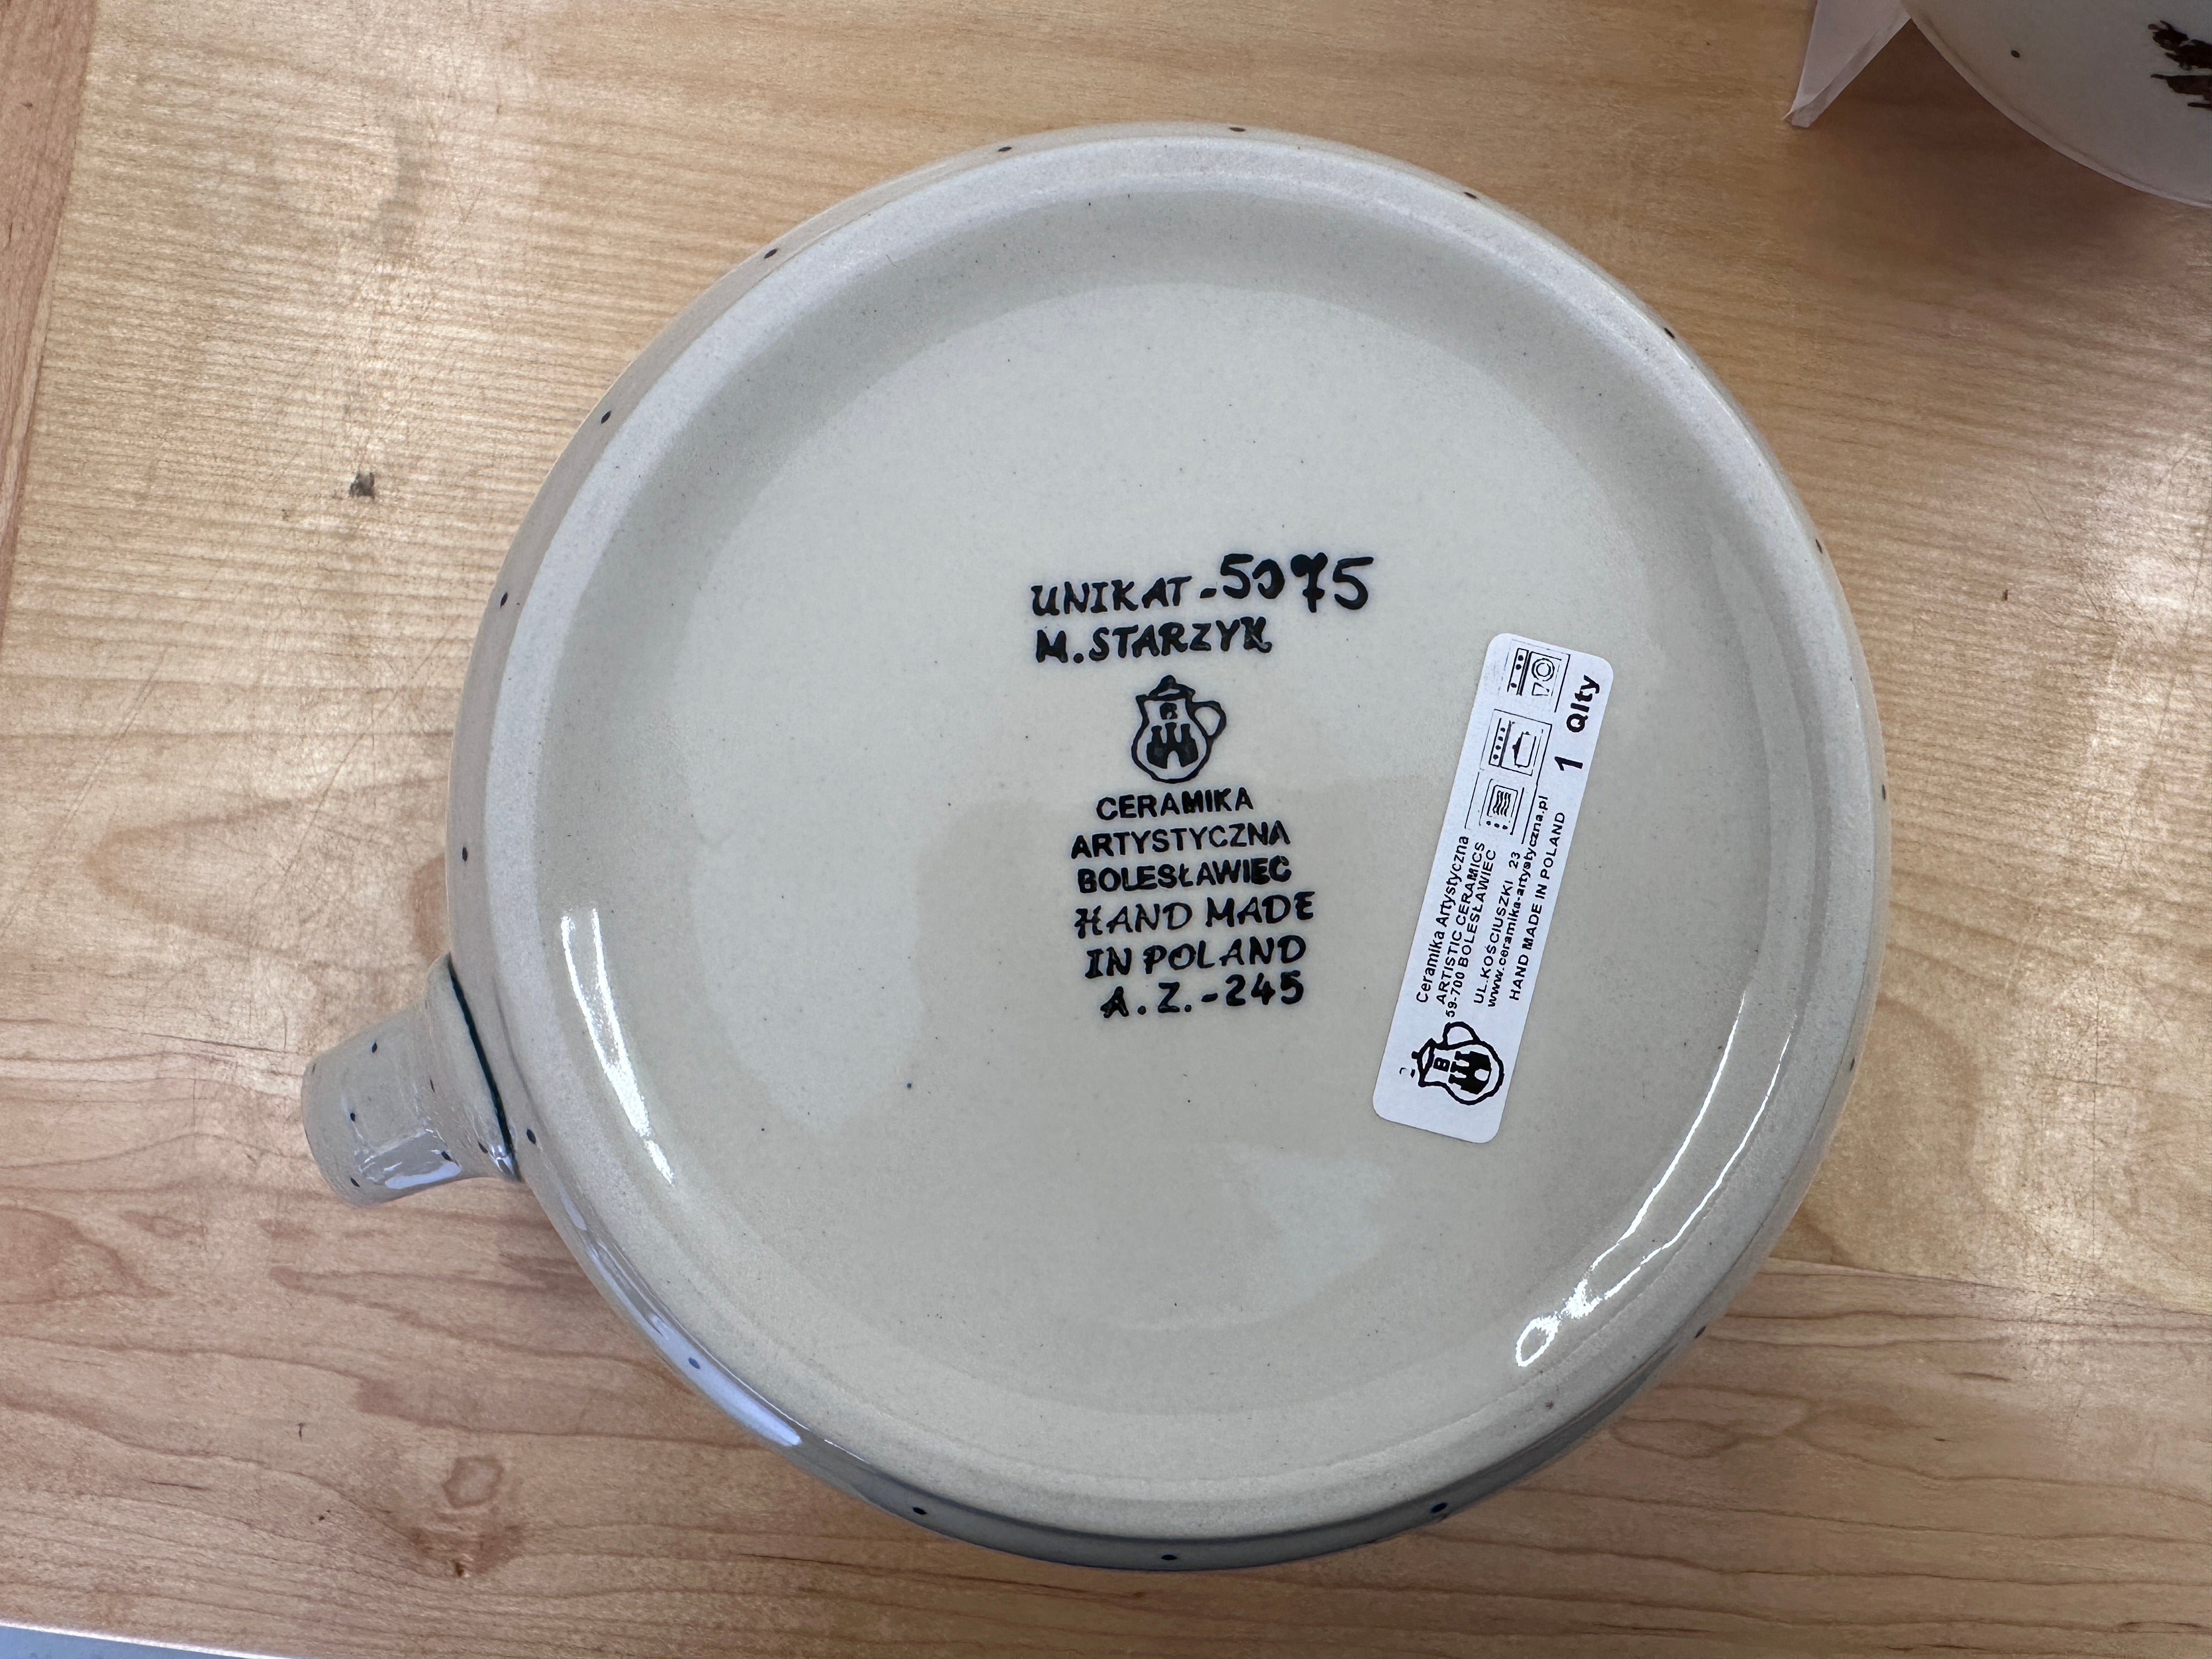 UNIKAT-5075
M.STARZYK
B
CERAMIKA
ARTYSTYCZNA
BOLESŁAWIEC
HAND MADE
IN POLAND
A.Z.-245
Ceramika Artystyczna
ARTISTIC CERAMICS
59-700 BOLESŁAWIEC
UL.KOŚCIUSZKI 23
www.ceramika-artystyczna.pl
HAND MADE IN POLAND 1 Qlty
B